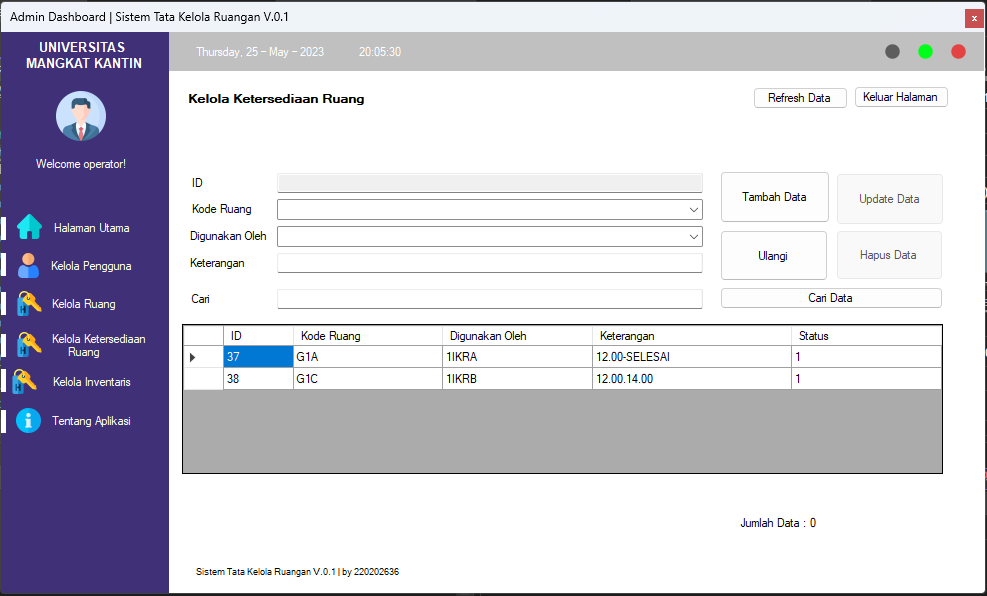 Admin Dashboard | Sistem Tata Kelola Ruangan V.0.1
x
UNIVERSITAS
MANGKAT KANTIN
Welcome operator!
Halaman Utama
Kelola Pengguna
Kelola Ruang
Kelola Ketersediaan
Ruang
Kelola Inventaris
Tentang Aplikasi
Thursday, 25 – May – 2023 20:05:30
Kelola Ketersediaan Ruang
Refresh Data Keluar Halaman
ID
Kode Ruang
Digunakan Oleh
Keterangan
Cari
Tambah Data Update Data
Ulangi Hapus Data
Cari Data
ID Kode Ruang Digunakan Oleh Keterangan Status
37 G1A 1IKRA 12.00-SELESAI 1
38 G1C 1IKRB 12.00.14.00 1
Jumlah Data : 0
Sistem Tata Kelola Ruangan V.0.1 | by 220202636